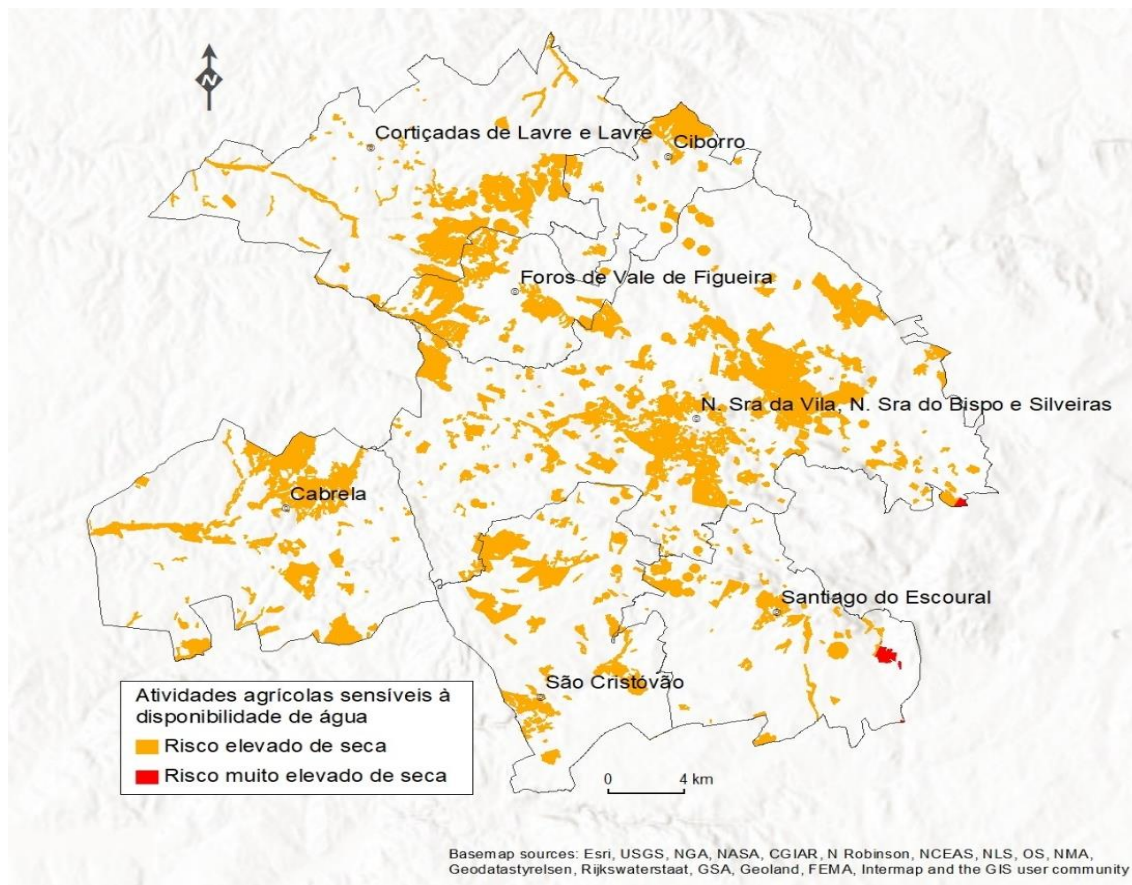 N
Cortiçadas de Lavre e Lavre
Ciborro
Foros de Vale de Figueira
N. Sra da Vila, N. Sra do Bispo e Silveiras
Cabrela
Santiago do Escoural
São Cristóvão
Atividades agrícolas sensíveis à
disponibilidade de água
Risco elevado de seca
Risco muito elevado de seca
0 4 km
Basemap sources: Esri, USGS, NGA, NASA, CGIAR, N Robinson, NCEAS, NLS, OS, NMA,
Geodatastyrelsen, Rijkswaterstaat, GSA, Geoland, FEMA, Intermap and the GIS user community